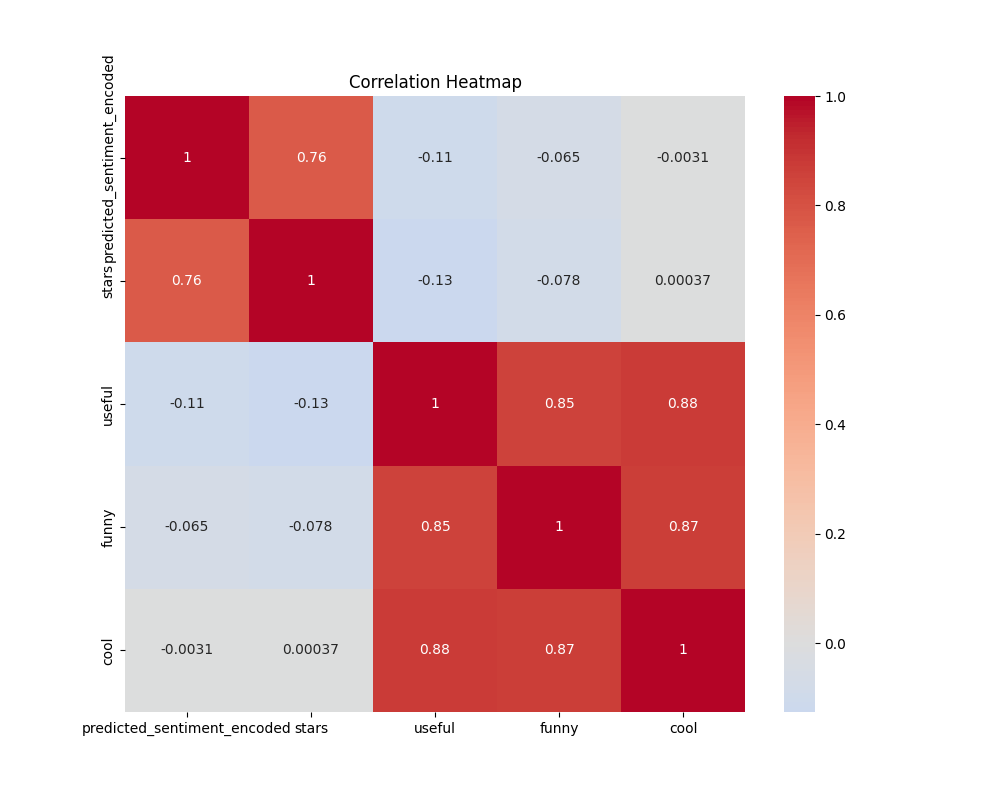 Correlation Heatmap
predicted_sentiment_encoded
1 0.76 -0.11 -0.065 -0.0031
stars
0.76 1 -0.13 -0.078 0.00037
useful
-0.11 -0.13 1 0.85 0.88
funny
-0.065 -0.078 0.85 1 0.87
cool
-0.0031 0.00037 0.88 0.87 1
predicted_sentiment_encoded stars useful funny cool
1.0
0.8
0.6
0.4
0.2
0.0